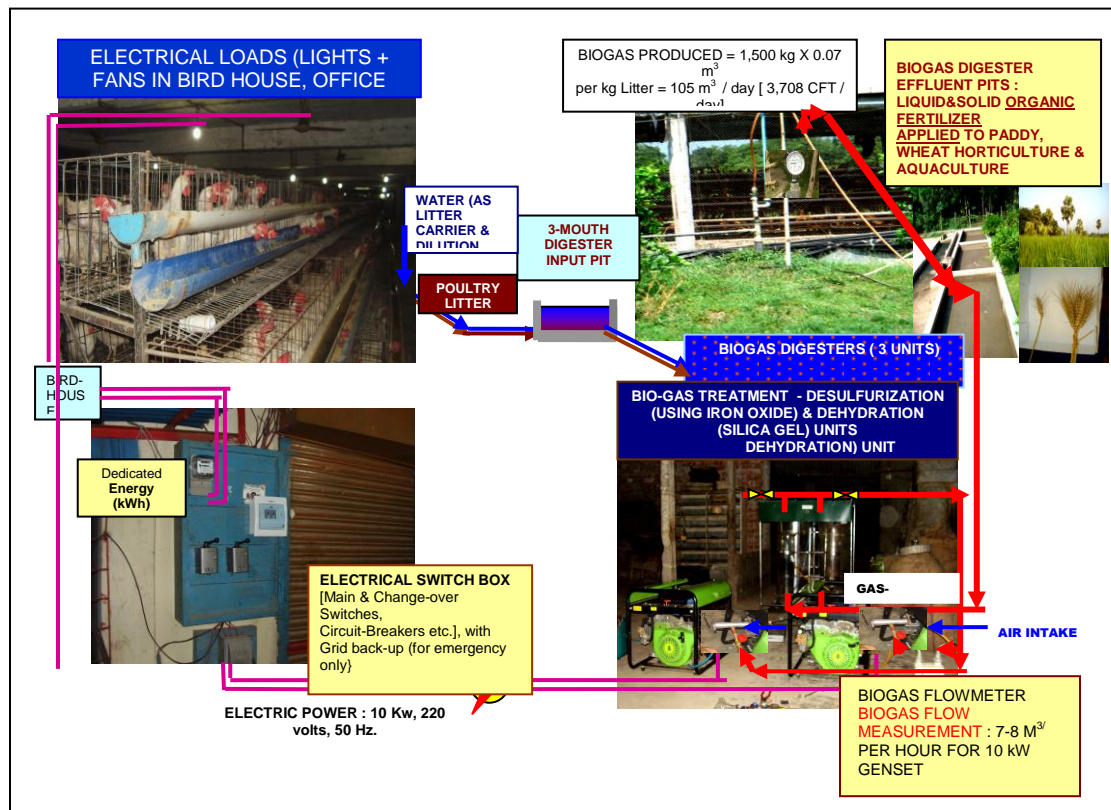 ELECTRICAL LOADS (LIGHTS +
FANS IN BIRD HOUSE, OFFICE
BIOGAS PRODUCED = 1,500 kg X 0.07
m³
per kg Litter = 105 m³ / day [ 3,708 CFT /
day]
BIOGAS DIGESTER
EFFLUENT PITS :
LIQUID&SOLID ORGANIC
FERTILIZER
APPLIED TO PADDY,
WHEAT HORTICULTURE &
AQUACULTURE
WATER (AS
LITTER
CARRIER &
DILUTION
3-MOUTH
DIGESTER
INPUT PIT
POULTRY
LITTER
BIOGAS DIGESTERS ( 3 UNITS)
BIO-GAS TREATMENT - DESULFURIZATION
(USING IRON OXIDE) & DEHYDRATION
(SILICA GEL) UNITS
DEHYDRATION) UNIT
BIRD-
HOUS
E
Dedicated
Energy
(kWh)
ELECTRICAL SWITCH BOX
[Main & Change-over
Switches,
Circuit-Breakers etc.], with
Grid back-up (for emergency
only}
GAS-
AIR INTAKE
ELECTRIC POWER : 10 Kw, 220
volts, 50 Hz.
BIOGAS FLOWMETER
BIOGAS FLOW
MEASUREMENT : 7-8 M³/
PER HOUR FOR 10 kW
GENSET